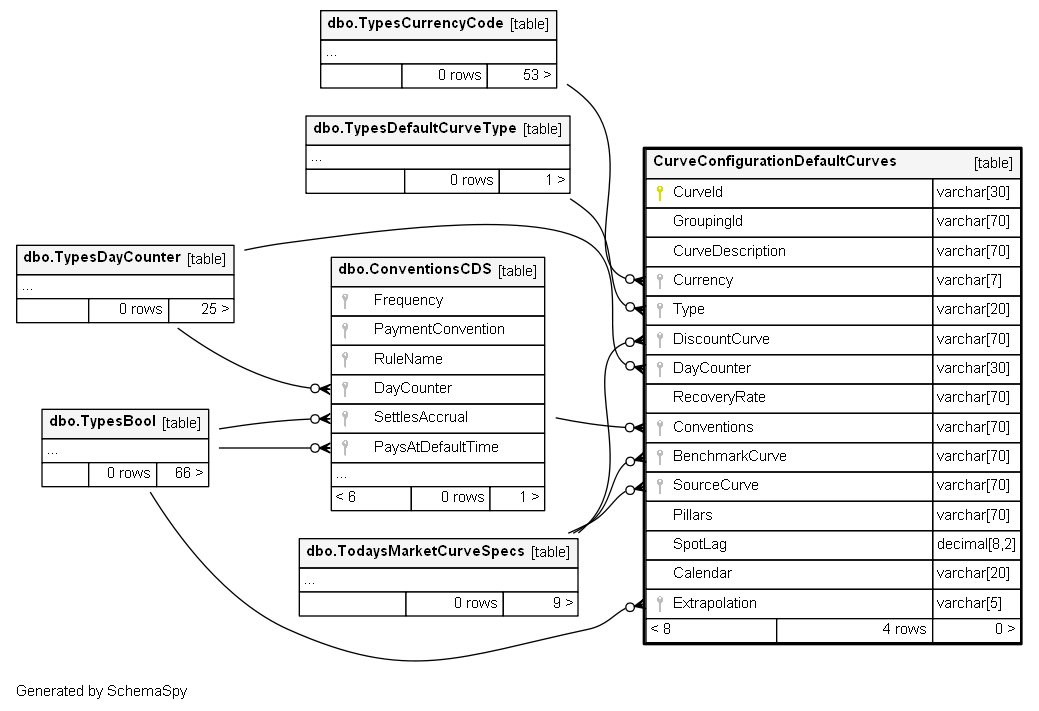 dbo.TypesCurrencyCode [table]
...
0 rows 53 >
dbo.TypesDefaultCurveType [table]
...
0 rows 1 >
CurveConfigurationDefaultCurves [table]
CurveId varchar[30]
GroupingId varchar[70]
CurveDescription varchar[70]
Currency varchar[7]
Type varchar[20]
DiscountCurve varchar[70]
DayCounter varchar[30]
RecoveryRate varchar[70]
Conventions varchar[70]
BenchmarkCurve varchar[70]
SourceCurve varchar[70]
Pillars varchar[70]
SpotLag decimal[8,2]
Calendar varchar[20]
Extrapolation varchar[5]
< 8 4 rows 0 >
dbo.TypesDayCounter [table]
...
0 rows 25 >
dbo.ConventionsCDS [table]
Frequency
PaymentConvention
RuleName
DayCounter
SettlesAccrual
PaysAtDefaultTime
...
< 6 0 rows 1 >
dbo.TypesBool [table]
...
0 rows 66 >
dbo.TodaysMarketCurveSpecs [table]
...
0 rows 9 >
Generated by SchemaSpy